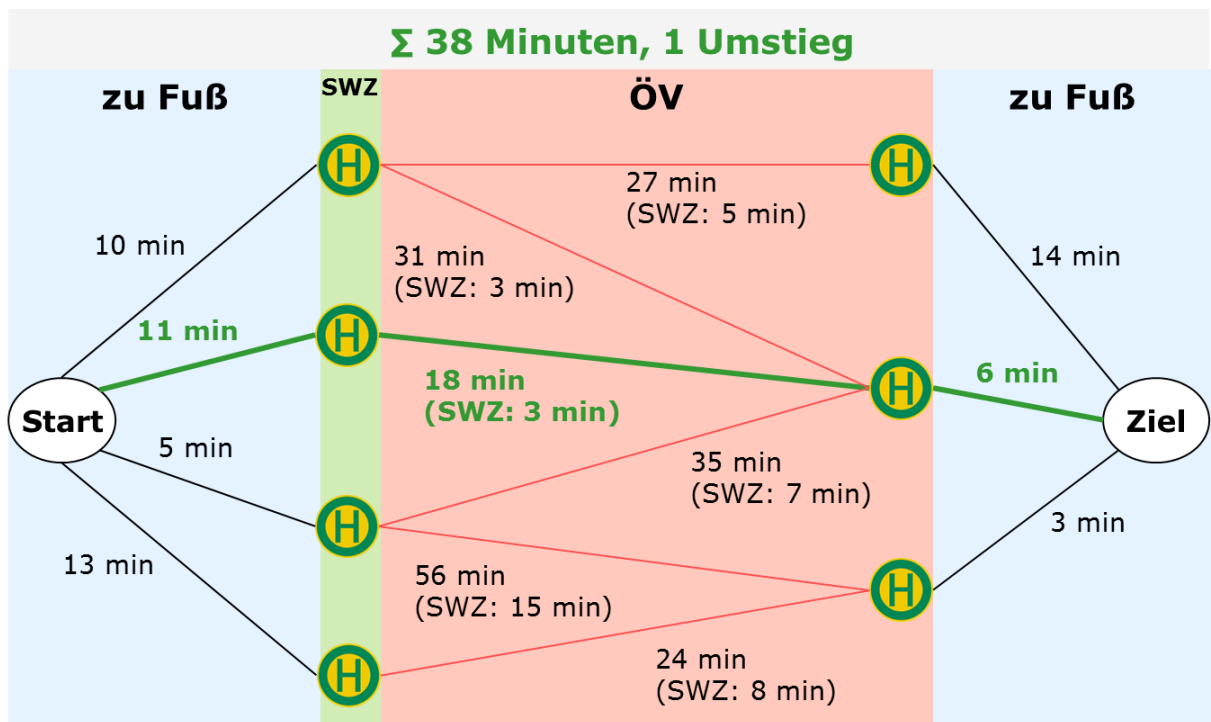 Σ 38 Minuten, 1 Umstieg
zu Fuß
SWZ
ÖV
zu Fuß
H
H
27 min
(SWZ: 5 min)
10 min
31 min
(SWZ: 3 min)
14 min
11 min
H
18 min
(SWZ: 3 min)
H
6 min
Start
Ziel
5 min
35 min
(SWZ: 7 min)
H
3 min
13 min
56 min
(SWZ: 15 min)
H
H
24 min
(SWZ: 8 min)